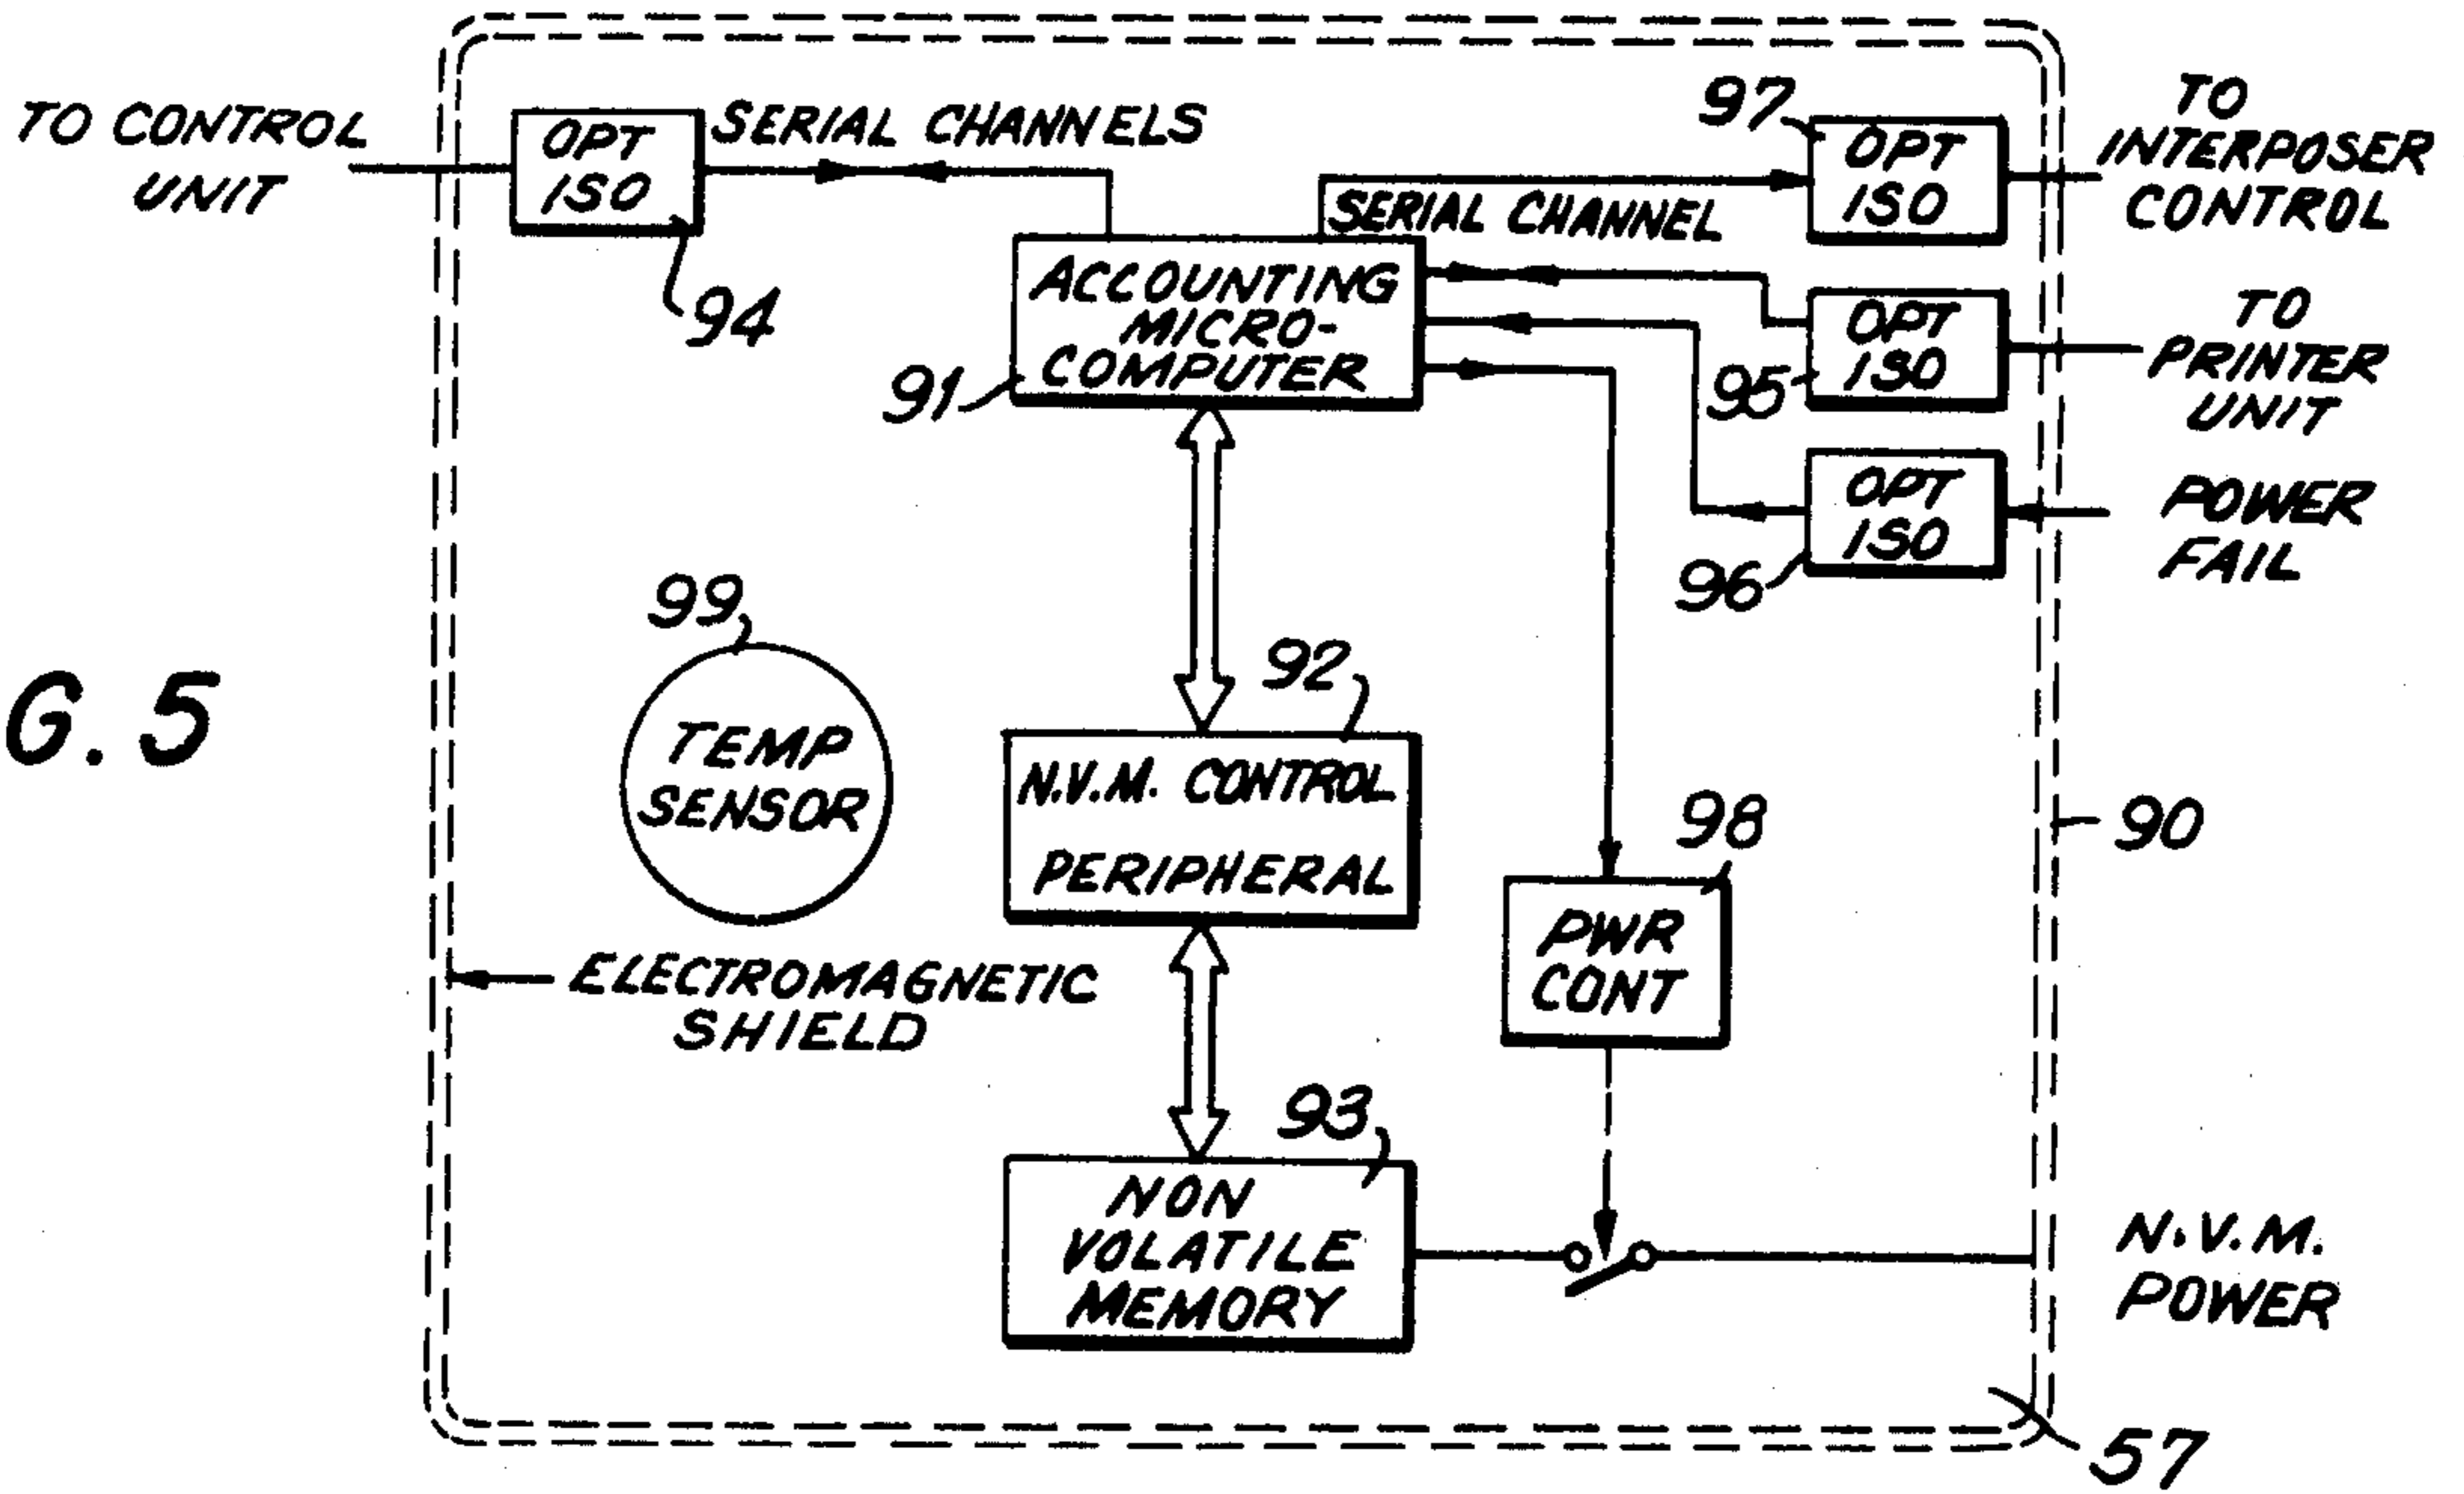 TO CONTROL
UNIT
OPT
ISO
94
SERIAL CHANNELS
SERIAL CHANNEL
97
OPT
ISO
TO
INTERPOSER
CONTROL
ACCOUNTING
MICRO-
COMPUTER
91
95
OPT
ISO
TO
PRINTER
UNIT
96
OPT
ISO
POWER
FAIL
G. 5
99
TEMP
SENSOR
92
N.V.M. CONTROL
PERIPHERAL
98
PWR
CONT
90
ELECTROMAGNETIC
SHIELD
93
NON
VOLATILE
MEMORY
N.V.M.
POWER
57